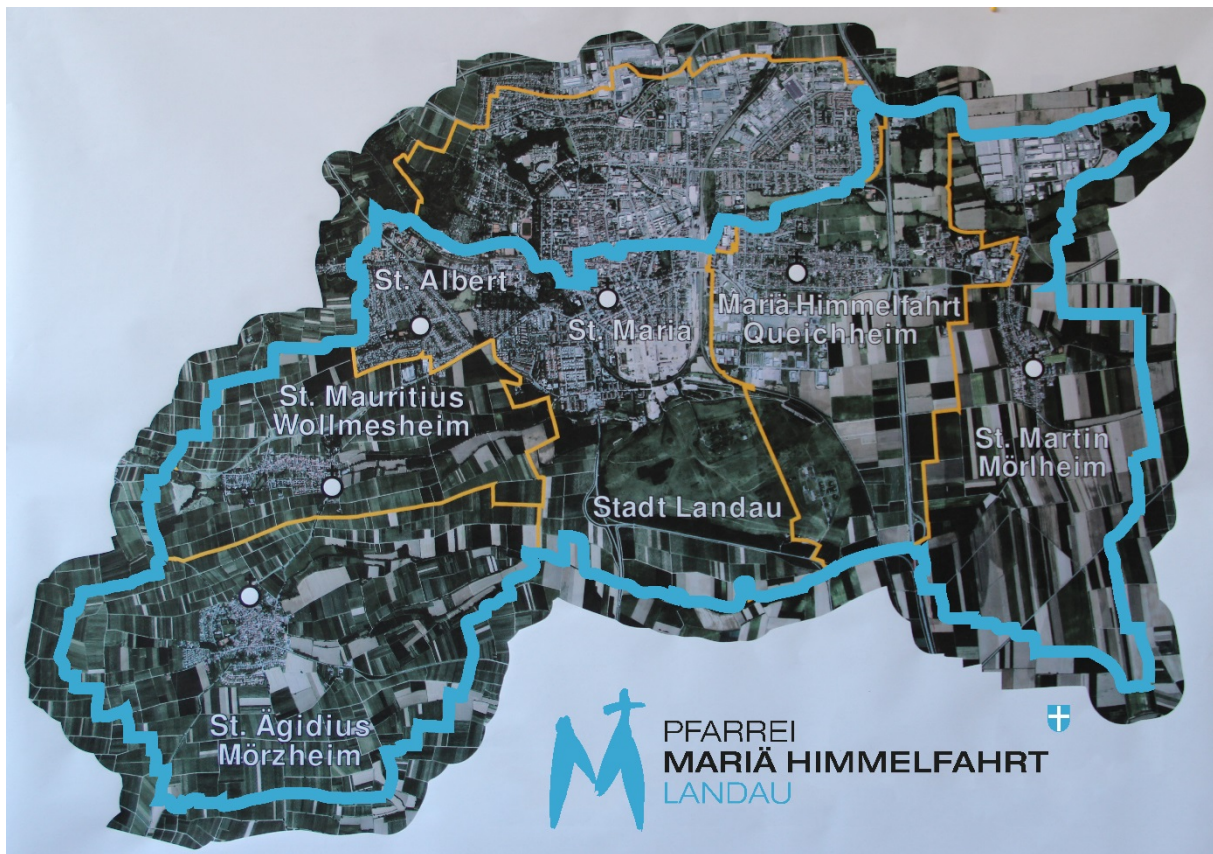 St. Albert
St. Maria
Mariä Himmelfahrt
Queichheim
St. Mauritius
Wollmesheim
St. Martin
Mörlheim
Stadt Landau
St. Ägidius
Mörzheim
PFARREI
MARIÄ HIMMELFAHRT
LANDAU